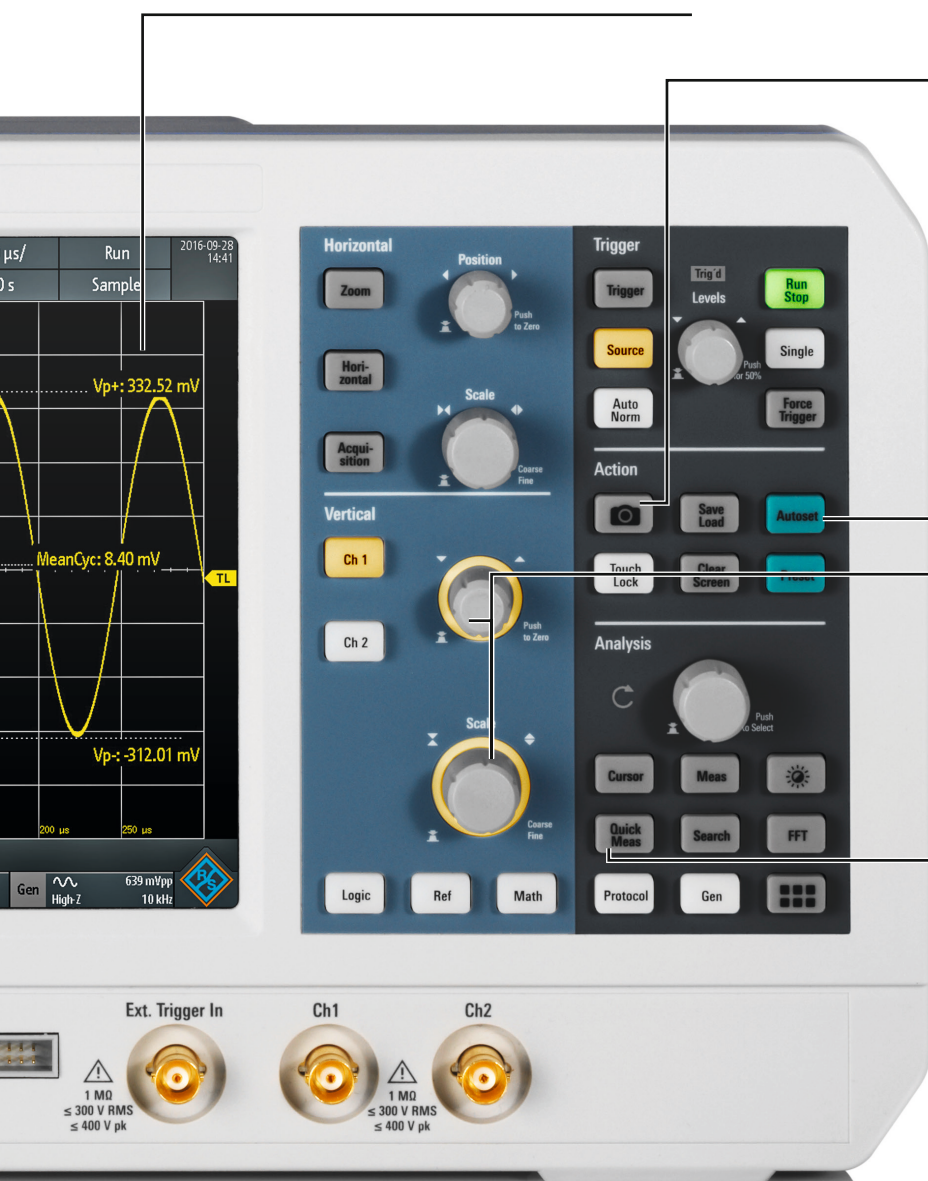 µs/
Run
2016-09-28
14:41
0 s
Sample
Vp+: 332.52 mV
MeanCyc: 8.40 mV
TL
Vp-: -312.01 mV
200 µs
250 µs
Gen
High-Z
639 mVpp
10 kHz
R&S
Horizontal
Position
Zoom
Push
to Zero
Hori-
zontal
Scale
Acqui-
sition
Coarse
Fine
Vertical
Ch 1
Push
to Zero
Ch 2
Scale
Coarse
Fine
Logic
Ref
Math
Trigger
Trigger
Trig'd
Levels
Run
Stop
Source
Push
for 50%
Single
Auto
Norm
Force
Trigger
Action
Save
Load
Autoset
Touch
Lock
Clear
Screen
Preset
Analysis
Push
to Select
Cursor
Meas
Quick
Meas
Search
FFT
Protocol
Gen
Ext. Trigger In
Ch1
Ch2
1 MΩ
≤ 300 V RMS
≤ 400 V pk
1 MΩ
≤ 300 V RMS
≤ 400 V pk